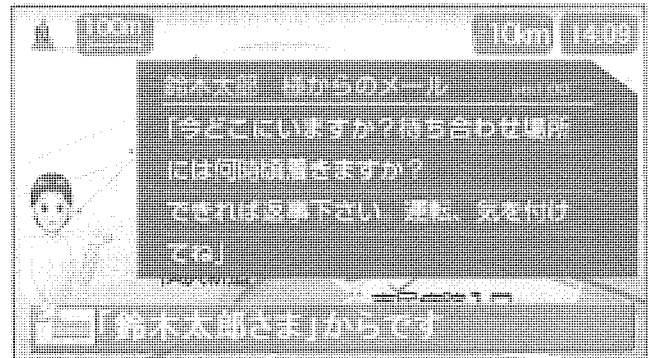 100m
10km 14:09
鈴木太郎 様からのメール
「今どこにいますか？待ち合わせ場所
には何時頃着きますか？
できれば返事下さい 運転、気を付け
てね」
「鈴木太郎さま」からです